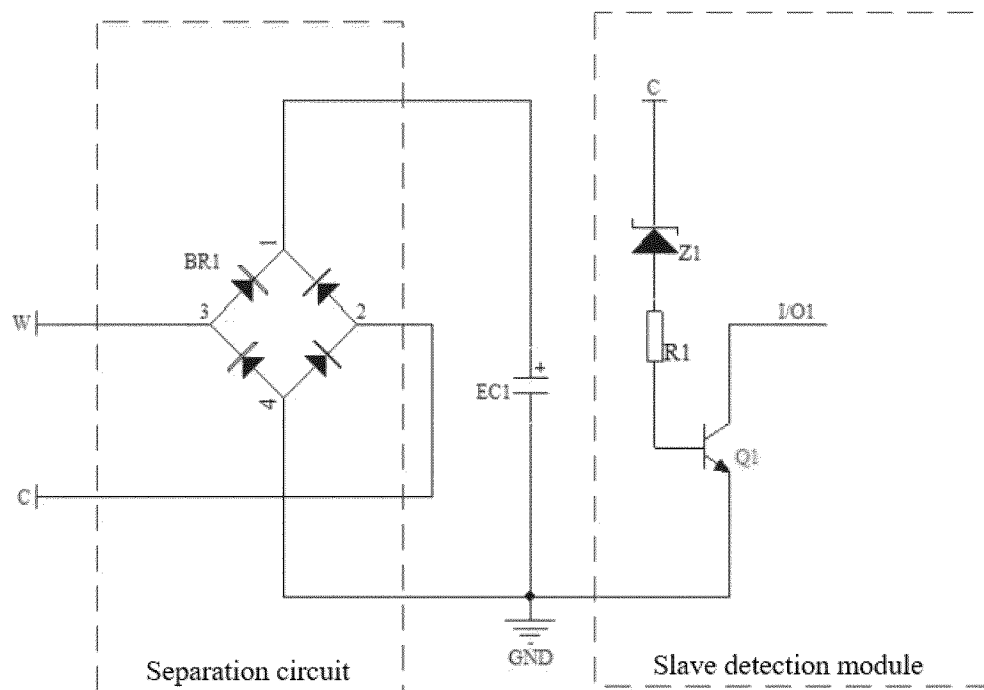 C
1
BR1
Z1
3
2
I/O1
W
R1
EC1
+
4
Q1
C
GND
Separation circuit
Slave detection module